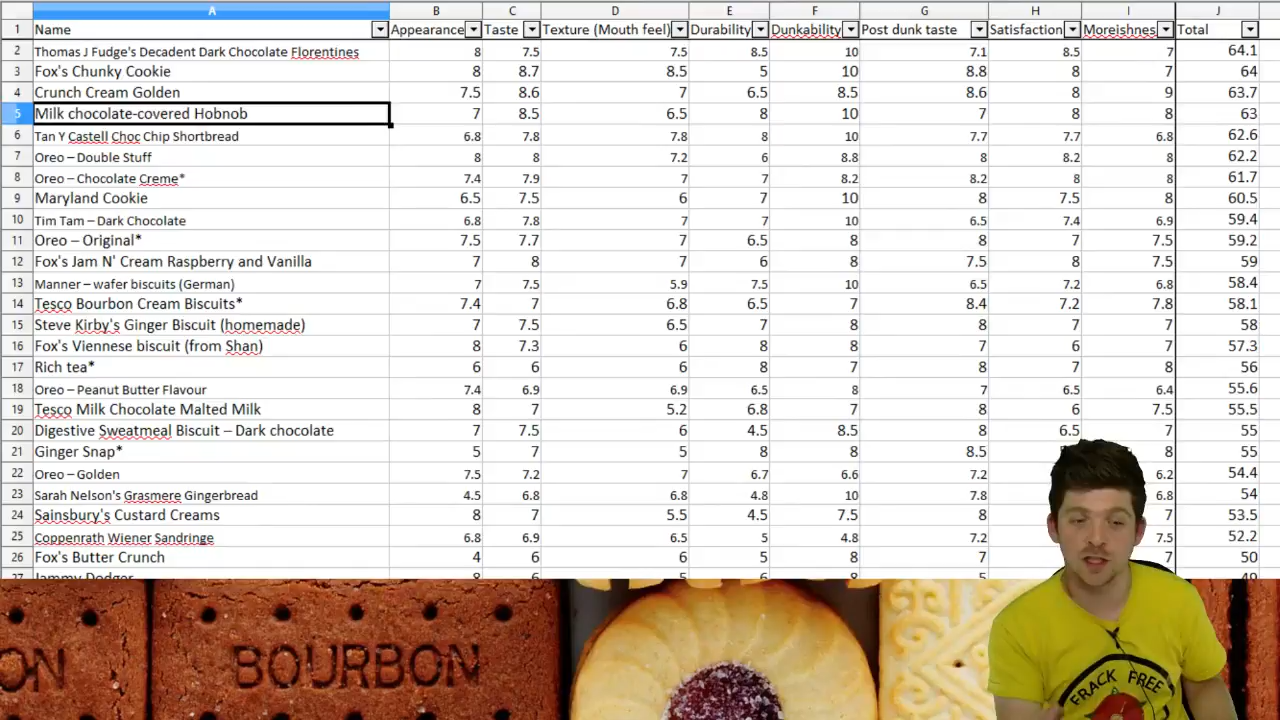 A B C D E F G H I J
1 Name Appearance Taste Texture (Mouth feel) Durability Dunkability Post dunk taste Satisfaction Moreishnes Total
2 Thomas J Fudge's Decadent Dark Chocolate Florentines 8 7.5 7.5 8.5 10 7.1 8.5 7 64.1
3 Fox's Chunky Cookie 8 8.7 8.5 5 10 8.8 8 7 64
4 Crunch Cream Golden 7.5 8.6 7 6.5 8.5 8.6 8 9 63.7
5 Milk chocolate-covered Hobnob 7 8.5 6.5 8 10 7 8 8 63
6 Tan Y Castell Choc Chip Shortbread 6.8 7.8 7.8 8 10 7.7 7.7 6.8 62.6
7 Oreo – Double Stuff 8 8 7.2 6 8.8 8 8.2 8 62.2
8 Oreo – Chocolate Creme* 7.4 7.9 7 7 8.2 8.2 8 8 61.7
9 Maryland Cookie 6.5 7.5 6 7 10 8 7.5 8 60.5
10 Tim Tam – Dark Chocolate 6.8 7.8 7 7 10 6.5 7.4 6.9 59.4
11 Oreo – Original* 7.5 7.7 7 6.5 8 8 7 7.5 59.2
12 Fox's Jam N' Cream Raspberry and Vanilla 7 8 7 6 8 7.5 8 7.5 59
13 Manner – wafer biscuits (German) 7 7.5 5.9 7.5 10 6.5 7.2 6.8 58.4
14 Tesco Bourbon Cream Biscuits* 7.4 7 6.8 6.5 7 8.4 7.2 7.8 58.1
15 Steve Kirby's Ginger Biscuit (homemade) 7 7.5 6.5 7 8 8 7 7 58
16 Fox's Viennese biscuit (from Shan) 8 7.3 6 8 8 7 6 7 57.3
17 Rich tea* 6 6 6 8 7 8 7 8 56
18 Oreo – Peanut Butter Flavour 7.4 6.9 6.9 6.5 8 7 6.5 6.4 55.6
19 Tesco Milk Chocolate Malted Milk 8 7 5.2 6.8 7 8 6 7.5 55.5
20 Digestive Sweatmeal Biscuit – Dark chocolate 7 7.5 6 4.5 8.5 8 6.5 7 55
21 Ginger Snap* 5 7 5 8 8 8.5 8 55
22 Oreo – Golden 7.5 7.2 7 6.7 6.6 7.2 6.2 54.4
23 Sarah Nelson's Grasmere Gingerbread 4.5 6.8 6.8 4.8 10 7.8 6.8 54
24 Sainsbury's Custard Creams 8 7 5.5 4.5 7.5 8 7 53.5
25 Coppenrath Wiener Sandringe 6.8 6.9 6.5 5 4.8 7.2 7.5 52.2
26 Fox's Butter Crunch 4 6 6 5 8 7 7 50
Jammy Dodger 8 6 5 6 8 5 49
ON BOURBON
FRACK FREE